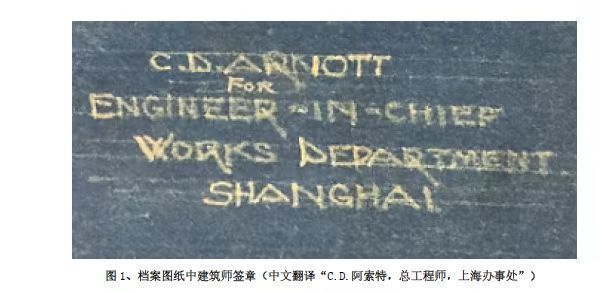 C.D.ARNOTT
FOR
ENGINEER-IN-CHIEF
WORKS DEPARTMENT
SHANGHAI
图1、档案图纸中建筑师签章（中文翻译“C.D.阿索特，总工程师，上海办事处”）